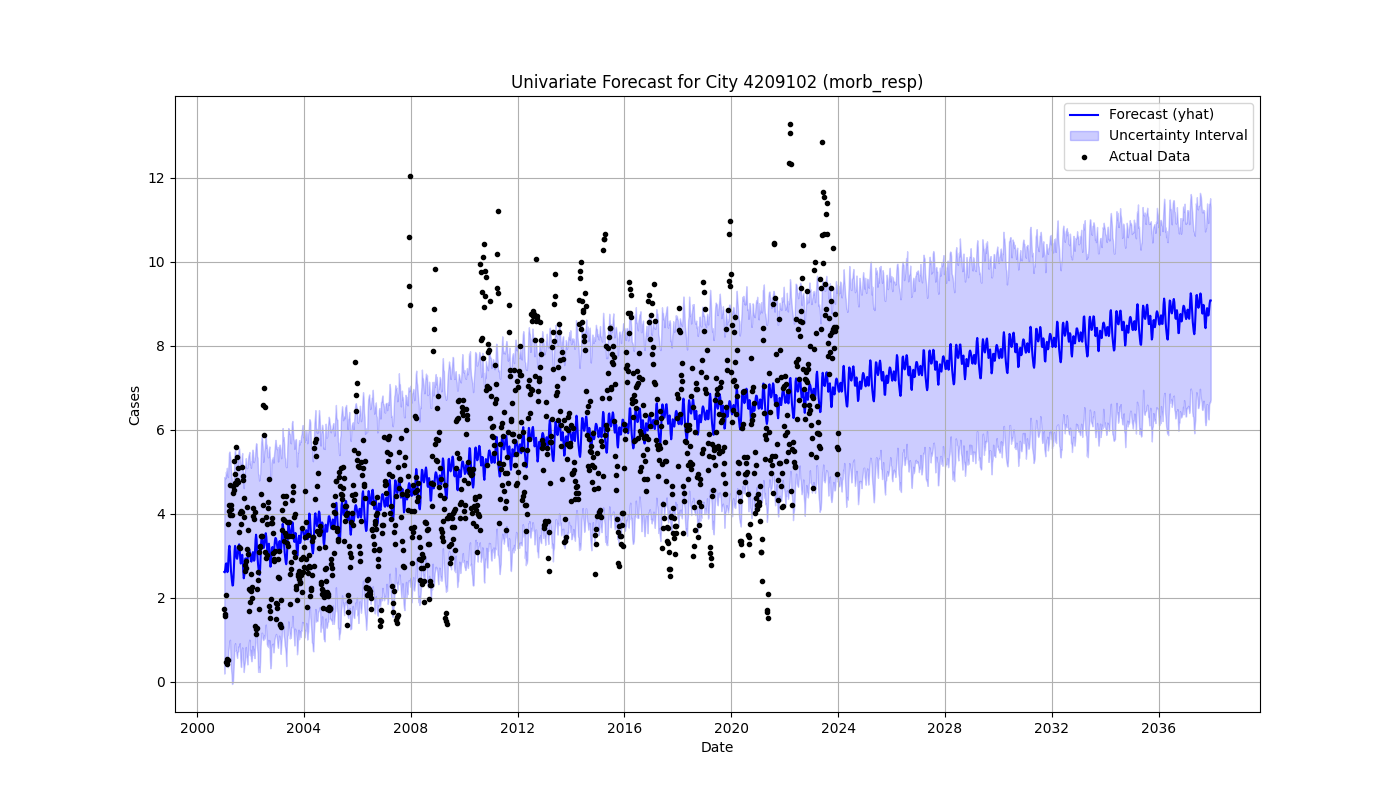 Univariate Forecast for City 4209102 (morb_resp)
Forecast (yhat)
Uncertainty Interval
Actual Data
Cases
12
10
8
6
4
2
0
2000 2004 2008 2012 2016 2020 2024 2028 2032 2036
Date